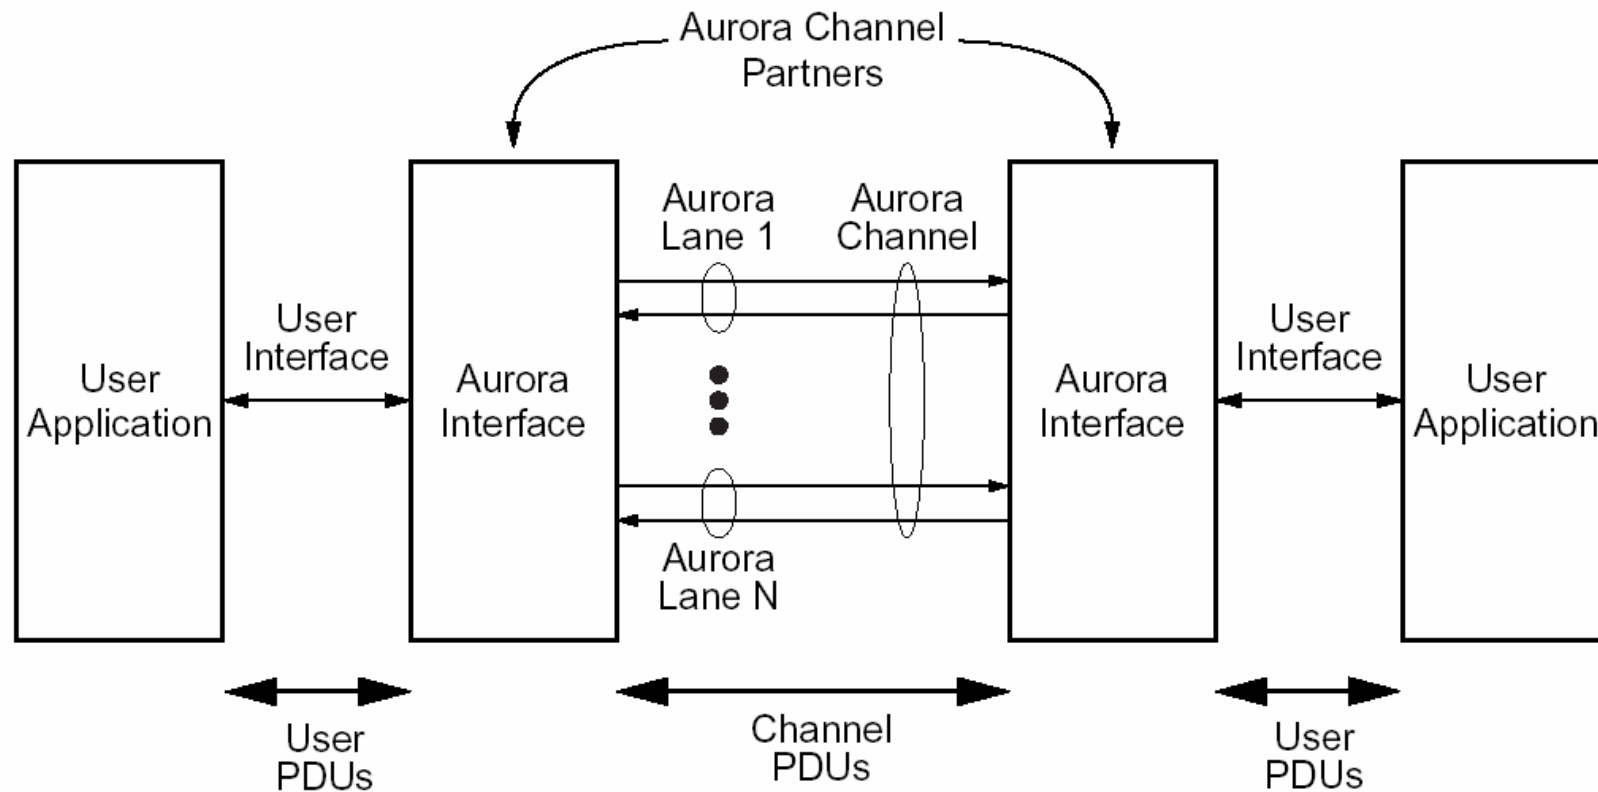 Aurora Channel
Partners
Aurora
Lane 1
Aurora
Channel
User
Interface
User
Interface
User
Application
Aurora
Interface
Aurora
Interface
User
Application
Aurora
Lane N
User
PDUs
Channel
PDUs
User
PDUs